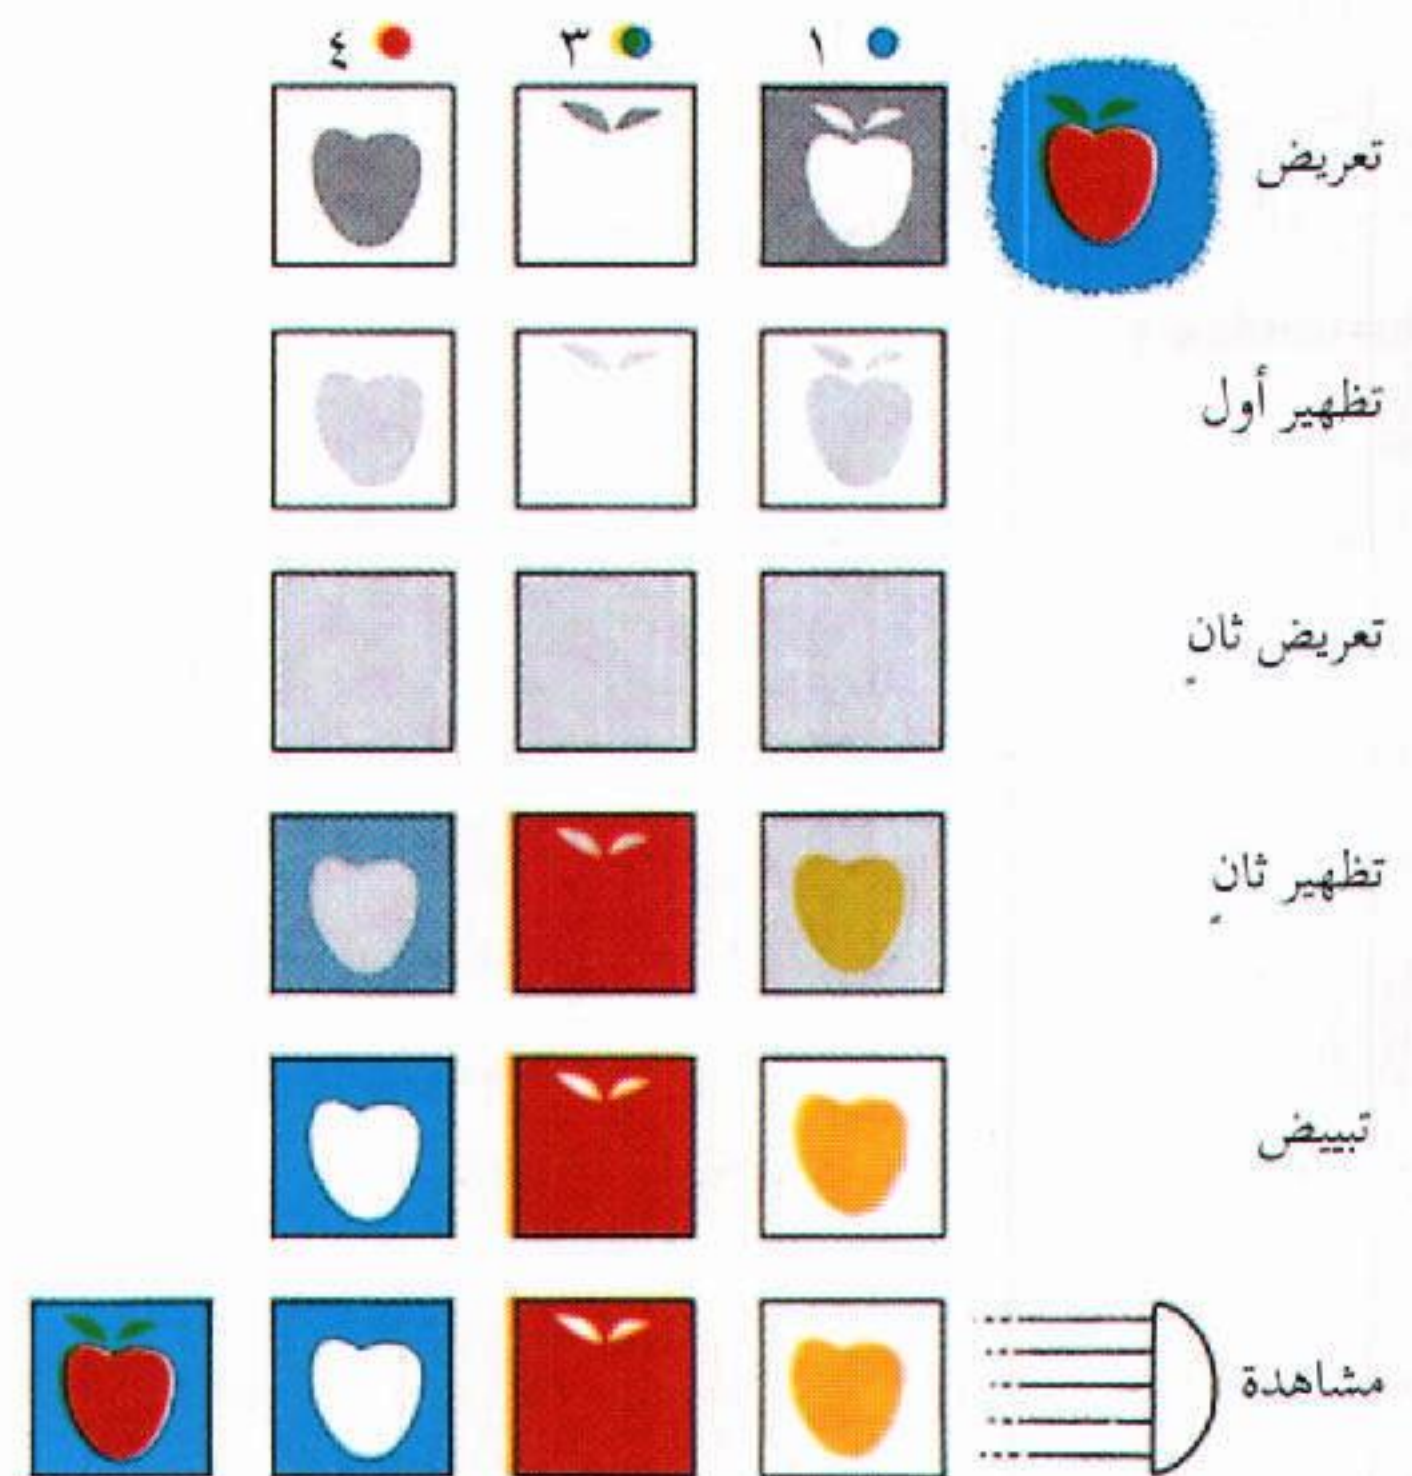 ١ ٣ ٤
تعريض
تظهير أول
تعريض ثانٍ
تظهير ثانٍ
تبييض
مشاهدة